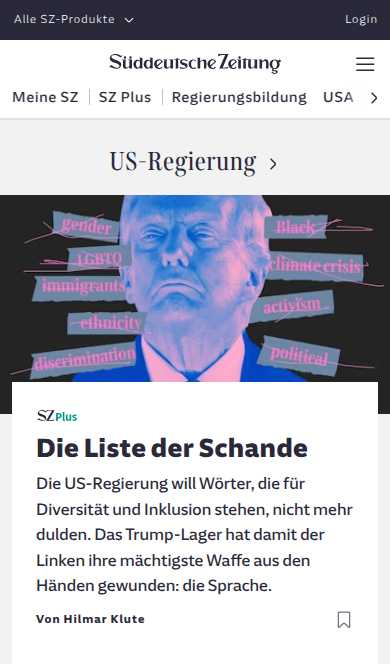 Alle SZ-Produkte
Login
Süddeutsche Zeitung
Meine SZ SZ Plus Regierungsbildung USA
US-Regierung
gender
LGBTQ
immigrants
ethnicity
discrimination
Black
climate crisis
activism
political
SZ Plus
Die Liste der Schande
Die US-Regierung will Wörter, die für
Diversität und Inklusion stehen, nicht mehr
dulden. Das Trump-Lager hat damit der
Linken ihre mächtigste Waffe aus den
Händen gewunden: die Sprache.
Von Hilmar Klute